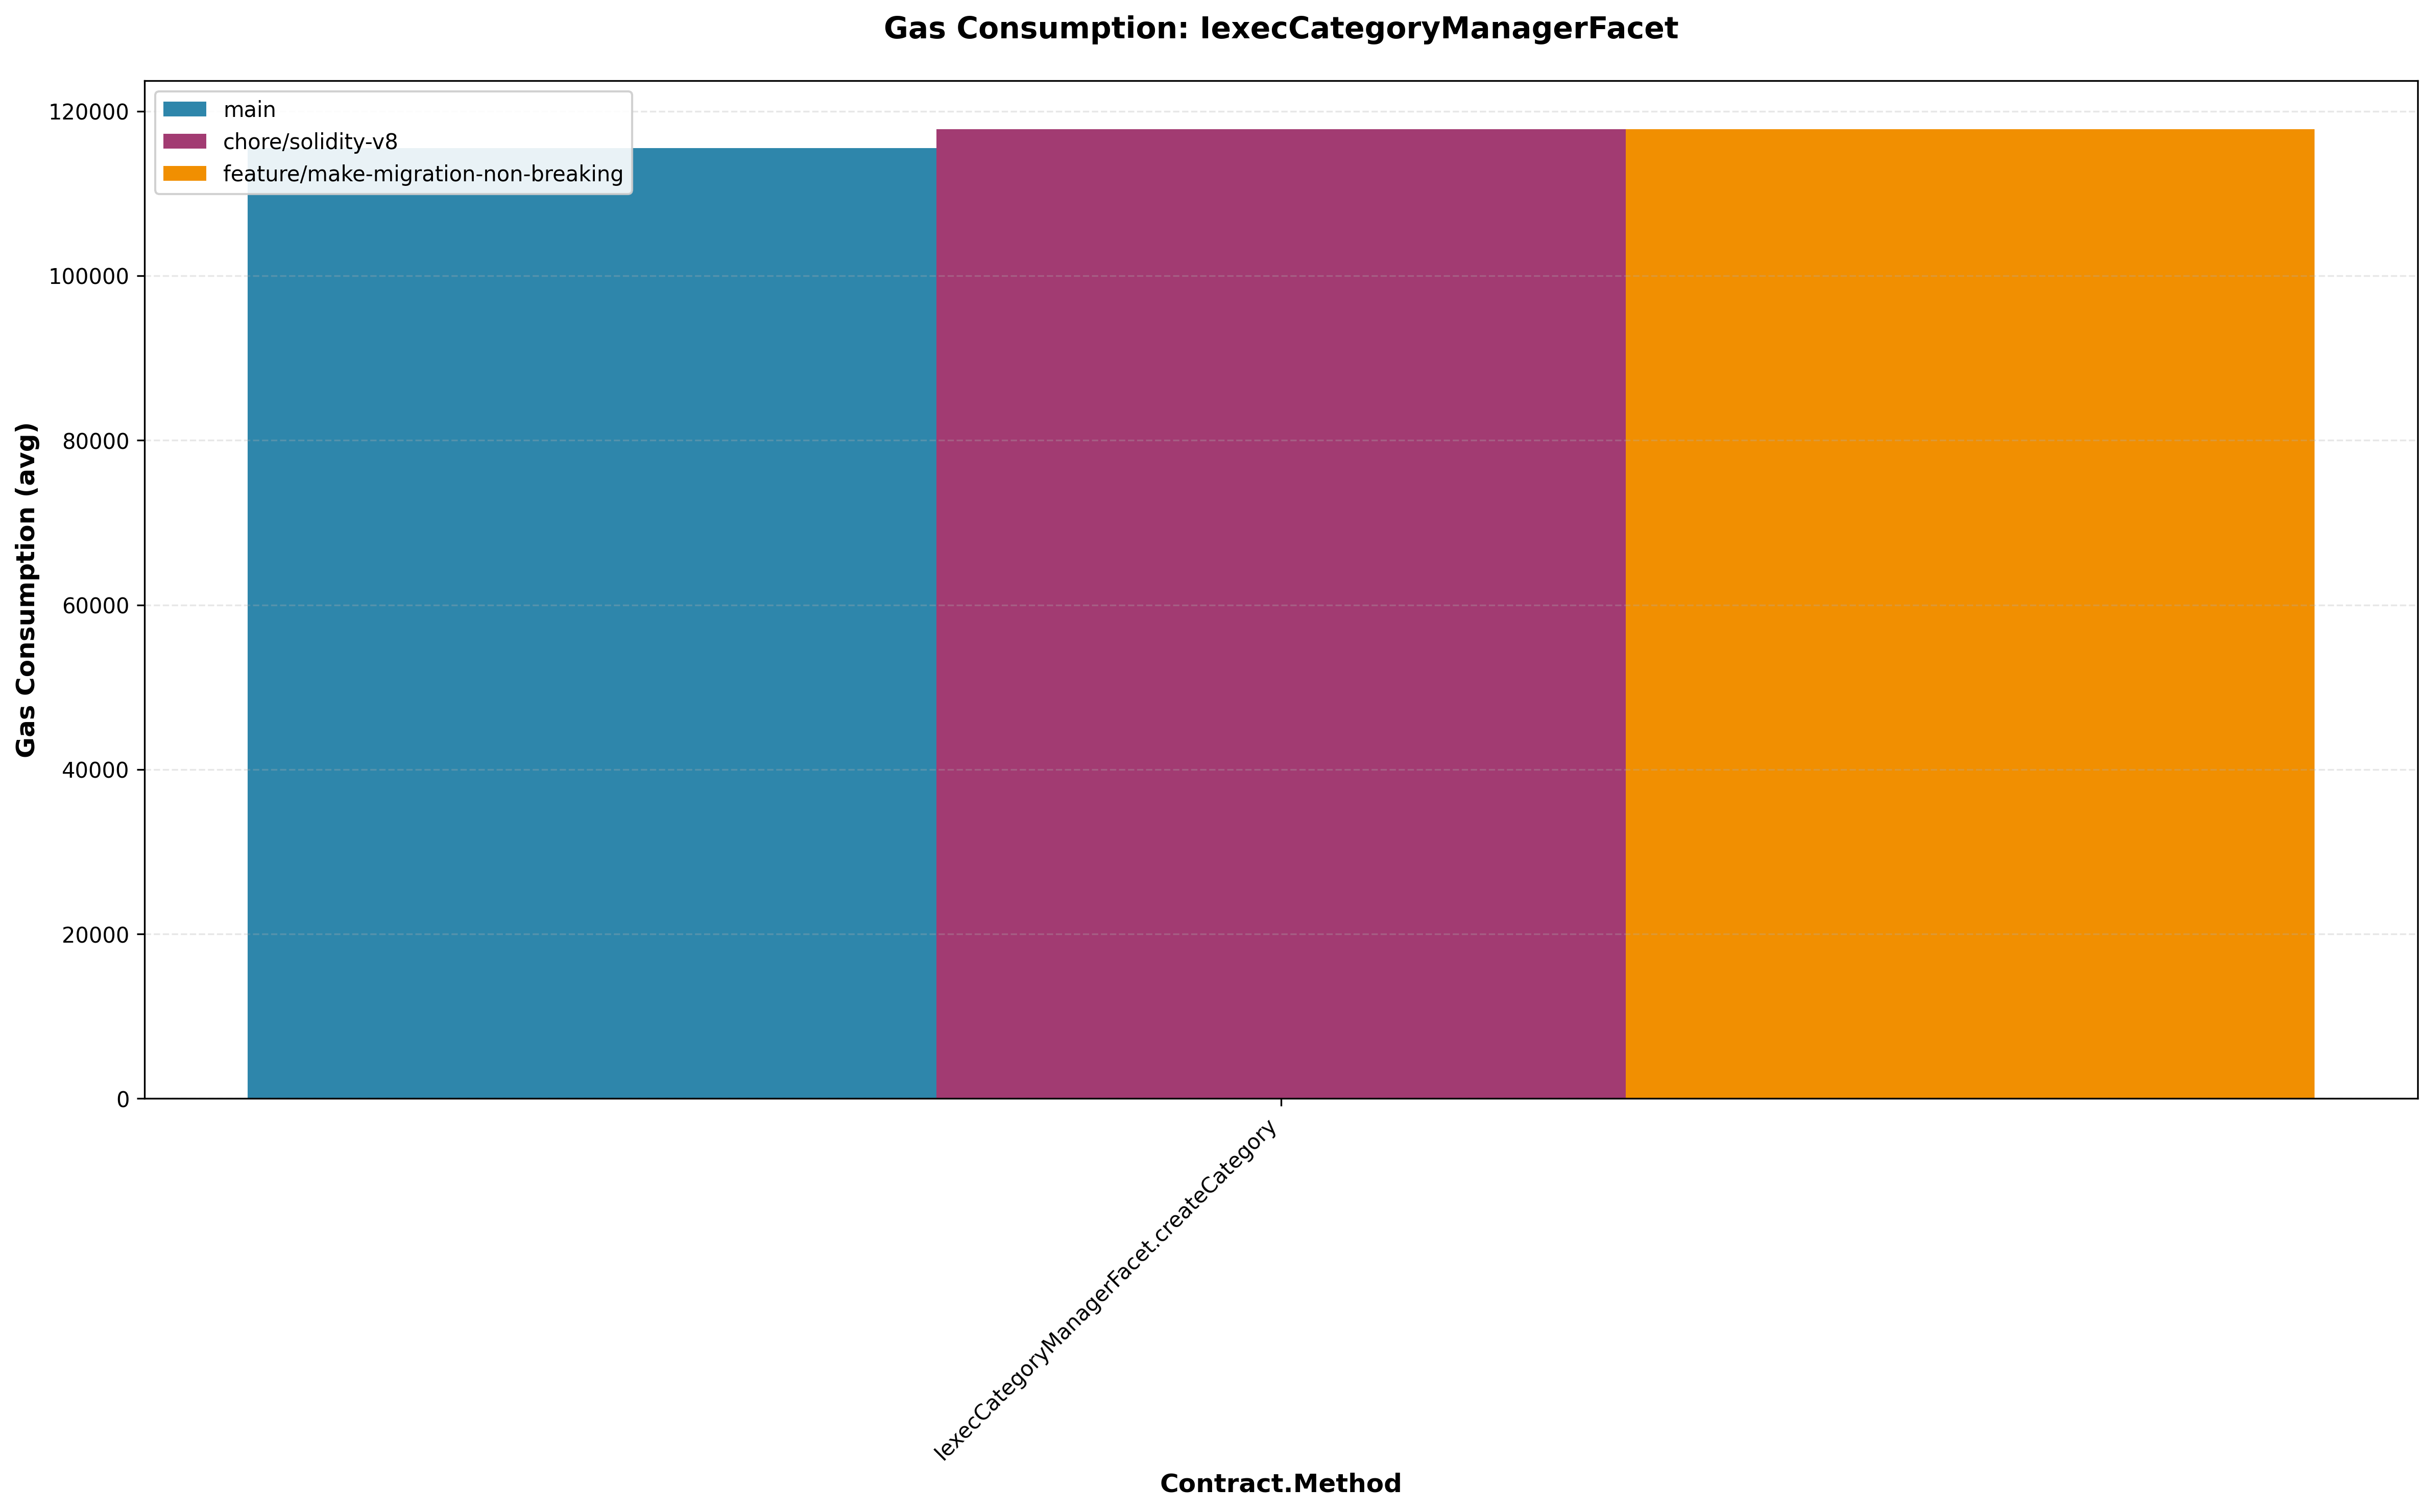 Gas Consumption: IexecCategoryManagerFacet
main
chore/solidity-v8
feature/make-migration-non-breaking
Gas Consumption (avg)
120000
100000
80000
60000
40000
20000
0
IexecCategoryManagerFacet.createCategory
Contract.Method